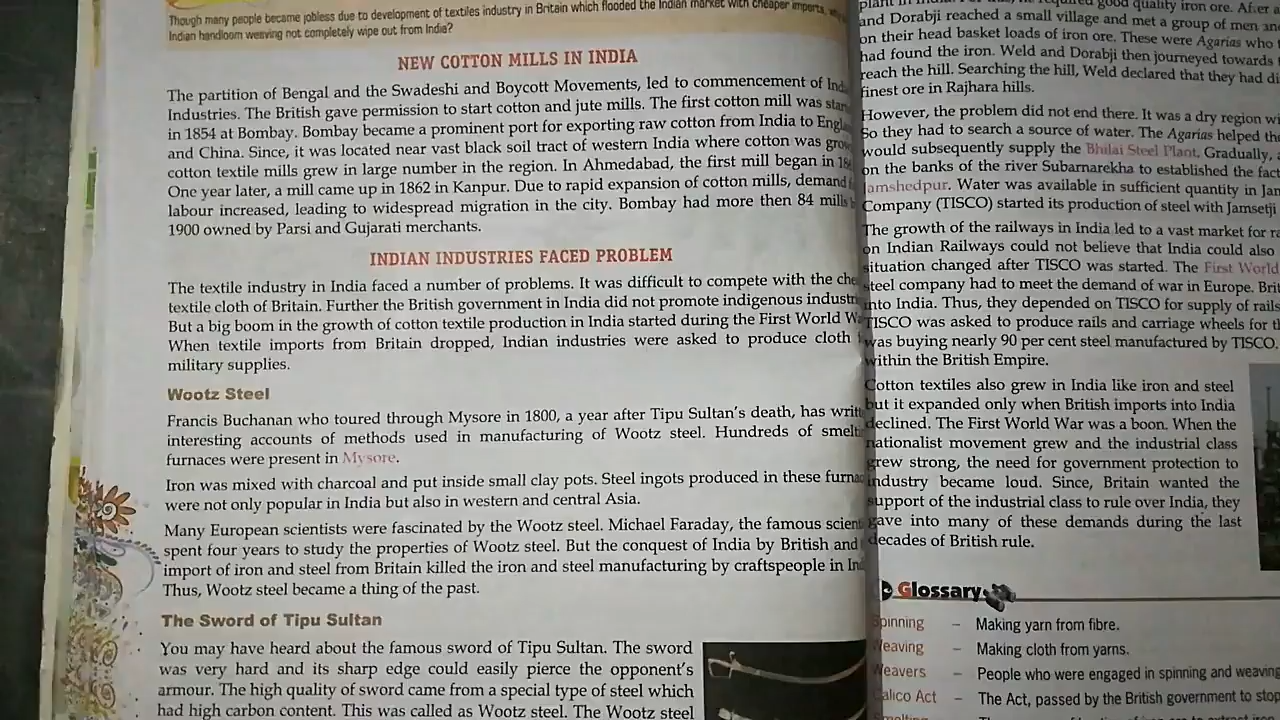 Though many people became jobless due to development of textiles industry in Britain which flooded the Indian market with cheaper imports,
Indian handloom weaving not completely wipe out from India?
NEW COTTON MILLS IN INDIA
The partition of Bengal and the Swadeshi and Boycott Movements, led to commencement of
Industries. The British gave permission to start cotton and jute mills. The first cotton mill was
in 1854 at Bombay. Bombay became a prominent port for exporting raw cotton from India to
and China. Since, it was located near vast black soil tract of western India where cotton was
cotton textile mills grew in large number in the region. In Ahmedabad, the first mill began in
One year later, a mill came up in 1862 in Kanpur. Due to rapid expansion of cotton mills, demand
labour increased, leading to widespread migration in the city. Bombay had more then 84 mills
1900 owned by Parsi and Gujarati merchants.
INDIAN INDUSTRIES FACED PROBLEM
The textile industry in India faced a number of problems. It was difficult to compete with the
textile cloth of Britain. Further the British government in India did not promote indigenous
But a big boom in the growth of cotton textile production in India started during the First World
When textile imports from Britain dropped, Indian industries were asked to produce cloth
military supplies.
Wootz Steel
Francis Buchanan who toured through Mysore in 1800, a year after Tipu Sultan's death, has
interesting accounts of methods used in manufacturing of Wootz steel. Hundreds of
furnaces were present in Mysore.
Iron was mixed with charcoal and put inside small clay pots. Steel ingots produced in these
were not only popular in India but also in western and central Asia.
Many European scientists were fascinated by the Wootz steel. Michael Faraday, the famous
spent four years to study the properties of Wootz steel. But the conquest of India by British and
import of iron and steel from Britain killed the iron and steel manufacturing by craftspeople in
Thus, Wootz steel became a thing of the past.
The Sword of Tipu Sultan
You may have heard about the famous sword of Tipu Sultan. The sword
was very hard and its sharp edge could easily pierce the opponent's
armour. The high quality of sword came from a special type of steel which
had high carbon content. This was called as Wootz steel. The Wootz steel
good quality iron ore. After
and Dorabji reached a small village and met a group of men
on their head basket loads of iron ore. These were Agarias who
had found the iron. Weld and Dorabji then journeyed towards
reach the hill. Searching the hill, Weld declared that they had
finest ore in Rajhara hills.
However, the problem did not end there. It was a dry region
So they had to search a source of water. The Agarias helped
would subsequently supply the Bhilai Steel Plant. Gradually,
on the banks of the river Subarnarekha to established the
Jamshedpur. Water was available in sufficient quantity in
Company (TISCO) started its production of steel with Jamsetji
The growth of the railways in India led to a vast market for
on Indian Railways could not believe that India could also
situation changed after TISCO was started. The First World
steel company had to meet the demand of war in Europe.
into India. Thus, they depended on TISCO for supply of rails
TISCO was asked to produce rails and carriage wheels for
was buying nearly 90 per cent steel manufactured by TISCO.
within the British Empire.
Cotton textiles also grew in India like iron and steel
but it expanded only when British imports into India
declined. The First World War was a boon. When the
nationalist movement grew and the industrial class
grew strong, the need for government protection to
industry became loud. Since, Britain wanted the
support of the industrial class to rule over India, they
gave into many of these demands during the last
decades of British rule.
Glossary
Spinning – Making yarn from fibre.
Weaving – Making cloth from yarns.
Weavers – People who were engaged in spinning and weaving
Calico Act – The Act, passed by the British government to stop